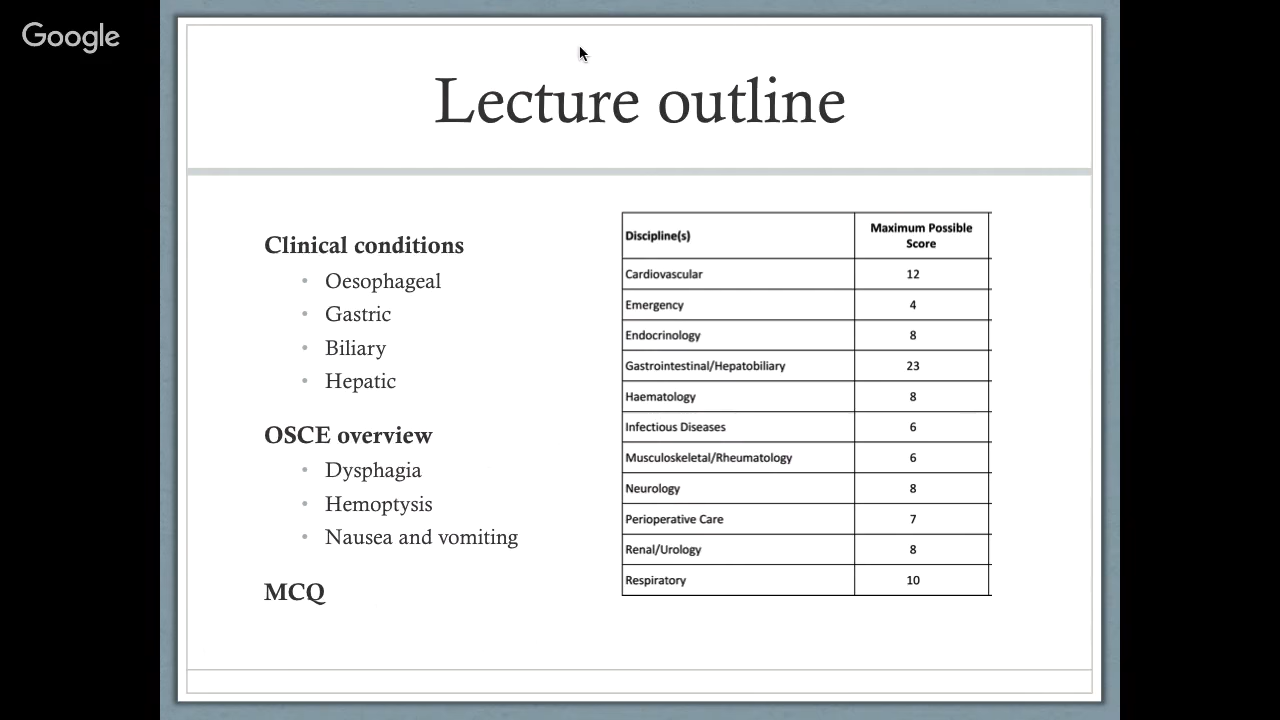 Google
Lecture outline
Clinical conditions
• Oesophageal
• Gastric
• Biliary
• Hepatic
OSCE overview
• Dysphagia
• Hemoptysis
• Nausea and vomiting
MCQ
Discipline(s) Maximum Possible
Score
Cardiovascular 12
Emergency 4
Endocrinology 8
Gastrointestinal/Hepatobiliary 23
Haematology 8
Infectious Diseases 6
Musculoskeletal/Rheumatology 6
Neurology 8
Perioperative Care 7
Renal/Urology 8
Respiratory 10